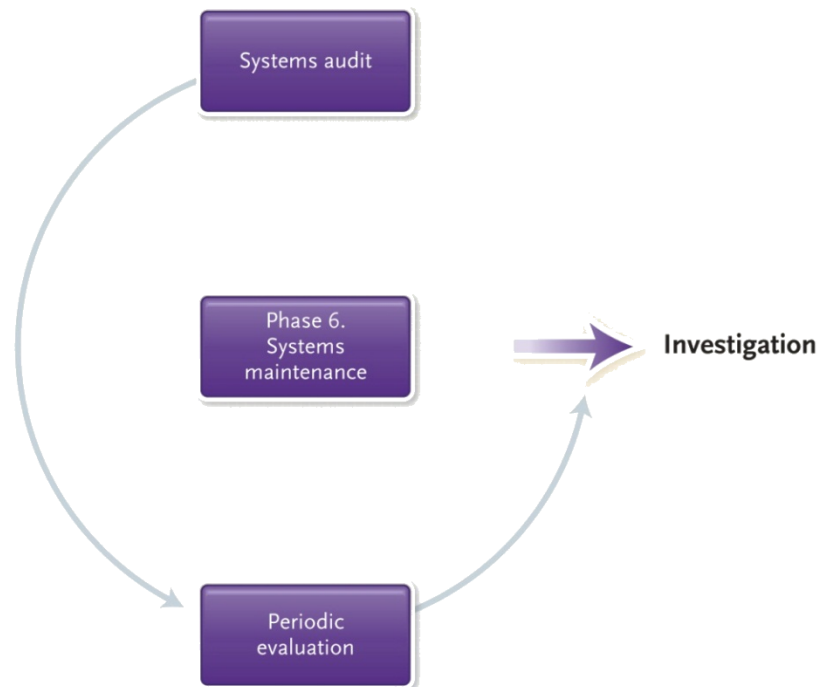 Systems audit
Phase 6.
Systems
maintenance
Investigation
Periodic
evaluation